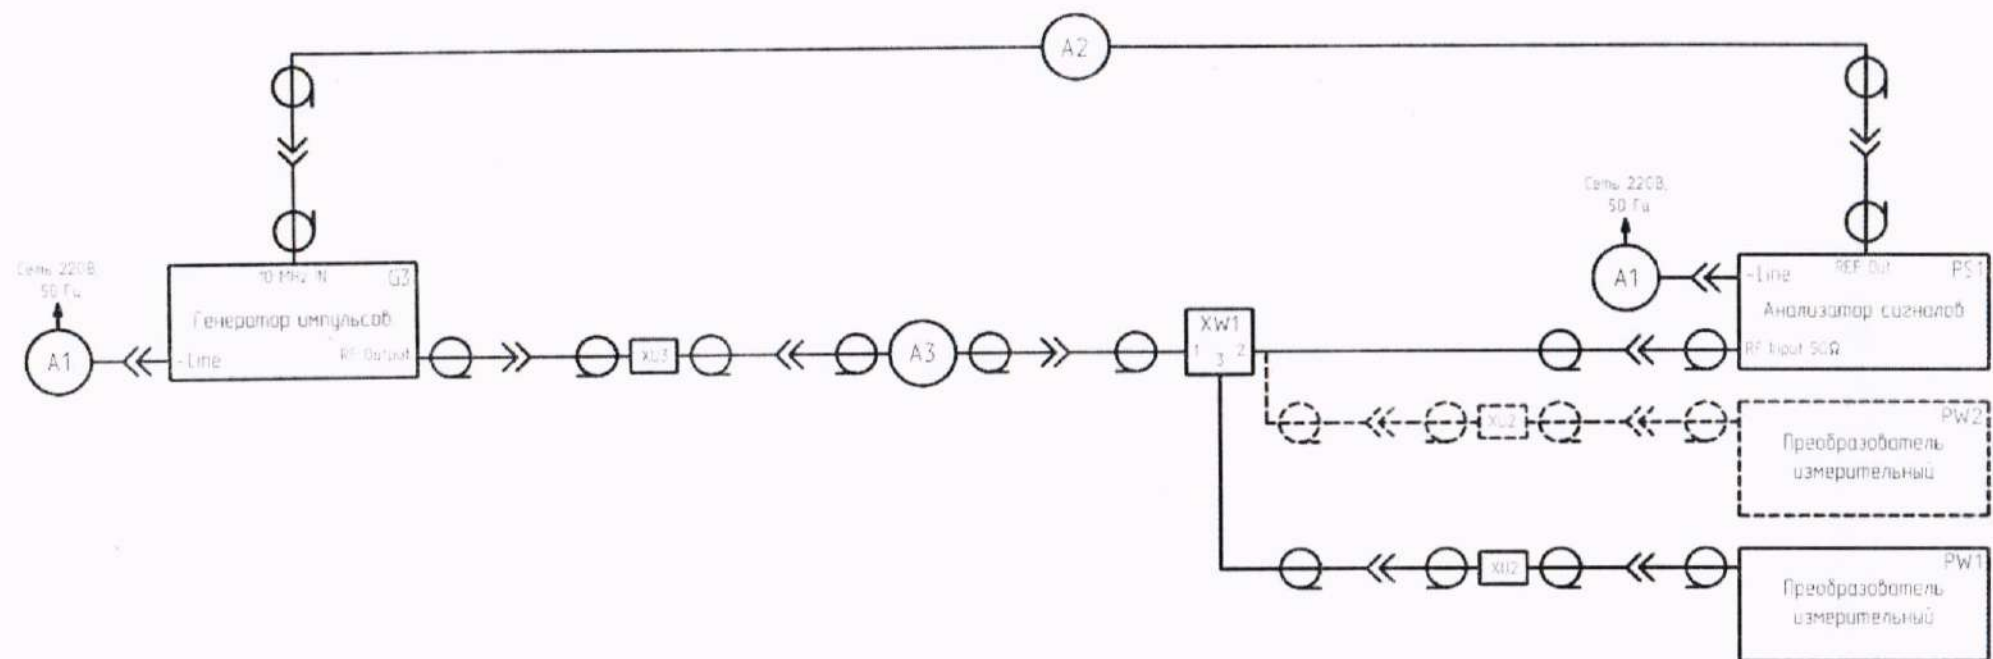 A2
Сеть 220В,
50 Гц
A1
10 MHz IN
G3
Генератор импульсов
~Line
RF Output
XU3
A3
XW1
1
2
3
Сеть 220В,
50 Гц
A1
~Line
REF Out
PS1
Анализатор сигналов
RF Input 50Ω
XU2
PW2
Преобразователь
измерительный
XU2
PW1
Преобразователь
измерительный